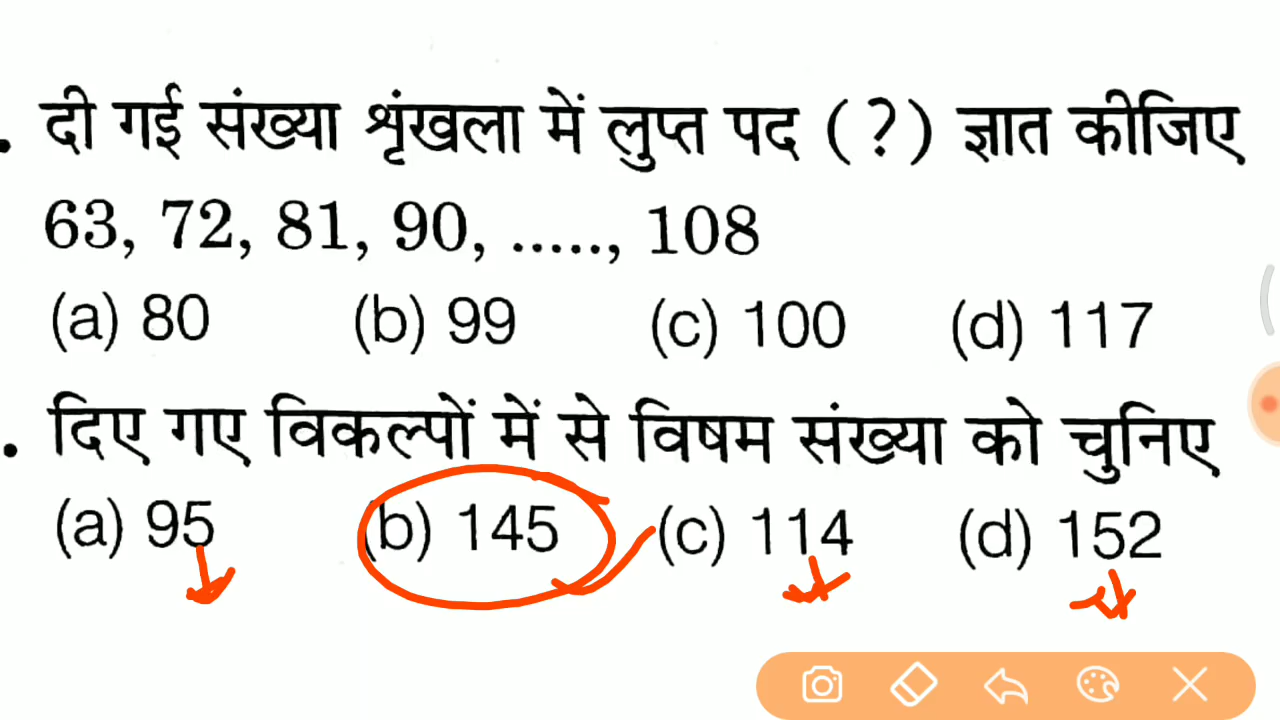 . दी गई संख्या शृंखला में लुप्त पद (?) ज्ञात कीजिए
63, 72, 81, 90, ....., 108
(a) 80 (b) 99 (c) 100 (d) 117
. दिए गए विकल्पों में से विषम संख्या को चुनिए
(a) 95 (b) 145 (c) 114 (d) 152